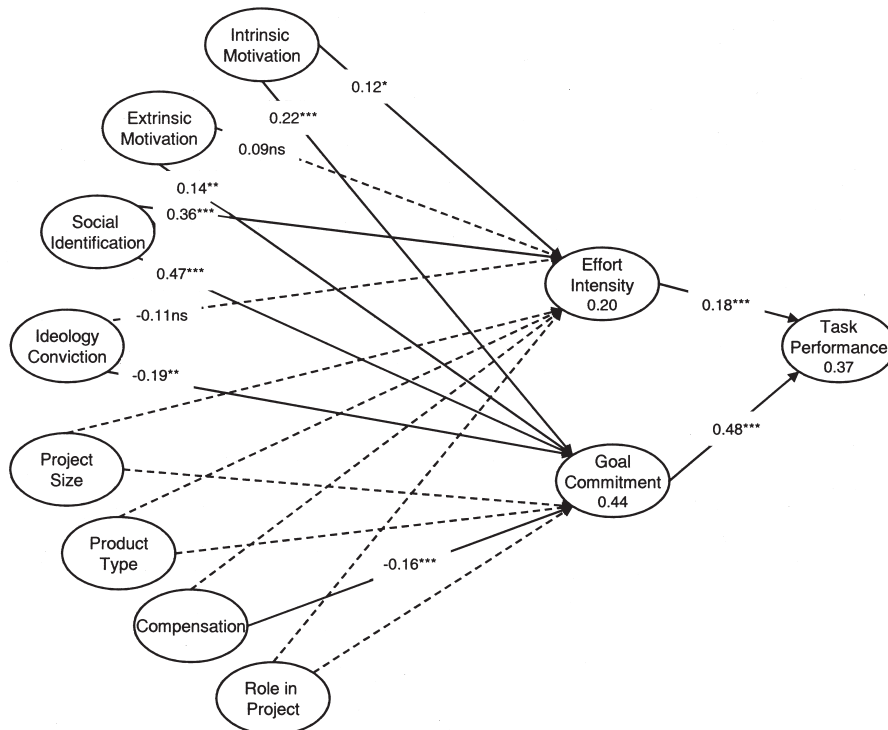 Intrinsic
Motivation
0.12*
0.22***
Extrinsic
Motivation
0.09ns
0.14**
0.36***
Social
Identification
0.47***
Effort
Intensity
0.20
0.18***
-0.11ns
Ideology
Conviction
-0.19**
Task
Performance
0.37
0.48***
Project
Size
Goal
Commitment
0.44
Product
Type
-0.16***
Compensation
Role in
Project